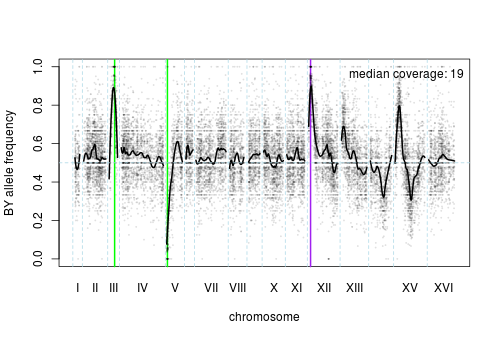 median coverage: 19
BY allele frequency
0.0 0.2 0.4 0.6 0.8 1.0
I II III IV V VII VIII X XI XII XIII XV XVI
chromosome